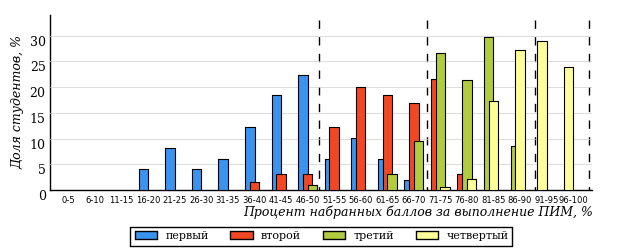 Доля студентов, %
30
25
20
15
10
5
0
0-5 6-10 11-15 16-20 21-25 26-30 31-35 36-40 41-45 46-50 51-55 56-60 61-65 66-70 71-75 76-80 81-85 86-90 91-95 96-100
Процент набранных баллов за выполнение ПИМ, %
первый второй третий четвертый